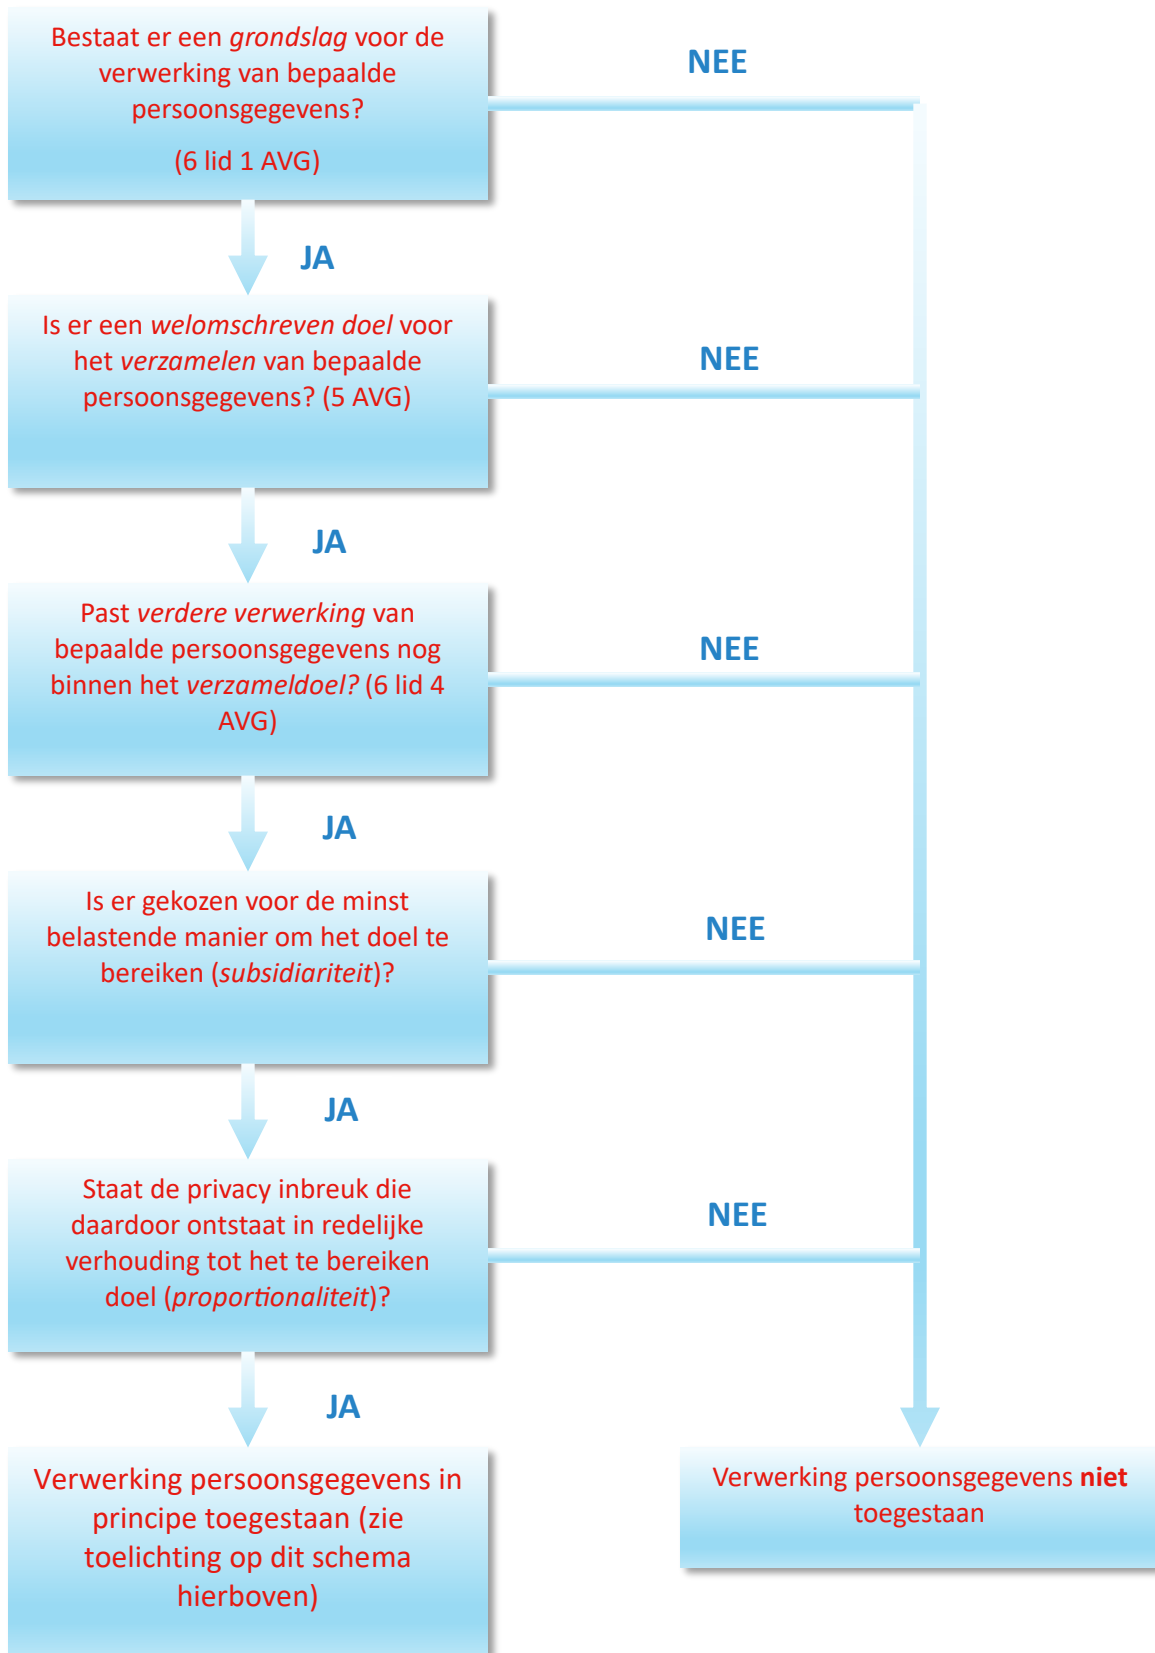 Bestaat er een grondslag voor de
verwerking van bepaalde
persoonsgegevens?
(6 lid 1 AVG)
NEE
JA
Is er een welomschreven doel voor
het verzamelen van bepaalde
persoonsgegevens? (5 AVG)
NEE
JA
Past verdere verwerking van
bepaalde persoonsgegevens nog
binnen het verzameldoel? (6 lid 4
AVG)
NEE
JA
Is er gekozen voor de minst
belastende manier om het doel te
bereiken (subsidiariteit)?
NEE
JA
Staat de privacy inbreuk die
daardoor ontstaat in redelijke
verhouding tot het te bereiken
doel (proportionaliteit)?
NEE
JA
Verwerking persoonsgegevens in
principe toegestaan (zie
toelichting op dit schema
hierboven)
Verwerking persoonsgegevens niet
toegestaan